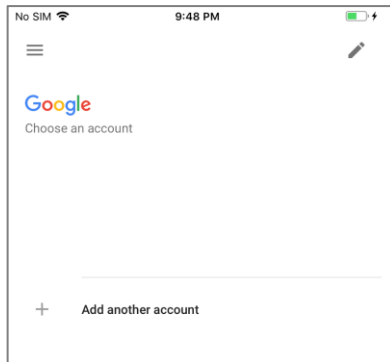 No SIM 9:48 PM
Google
Choose an account
Add another account